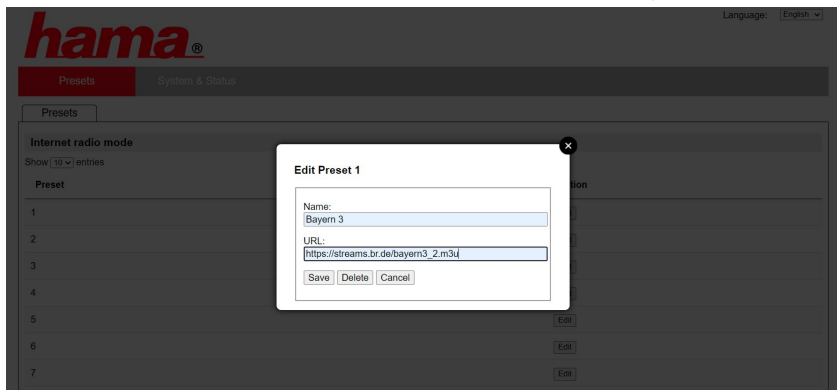 Language: English
hama®
Presets System & Status
Presets
Internet radio mode
Show 10 entries
Preset
Edit Preset 1
Name:
Bayern 3
URL:
https://streams.br.de/bayern3_2.m3u
Save Delete Cancel
1
2
3
4
5 Edit
6 Edit
7 Edit